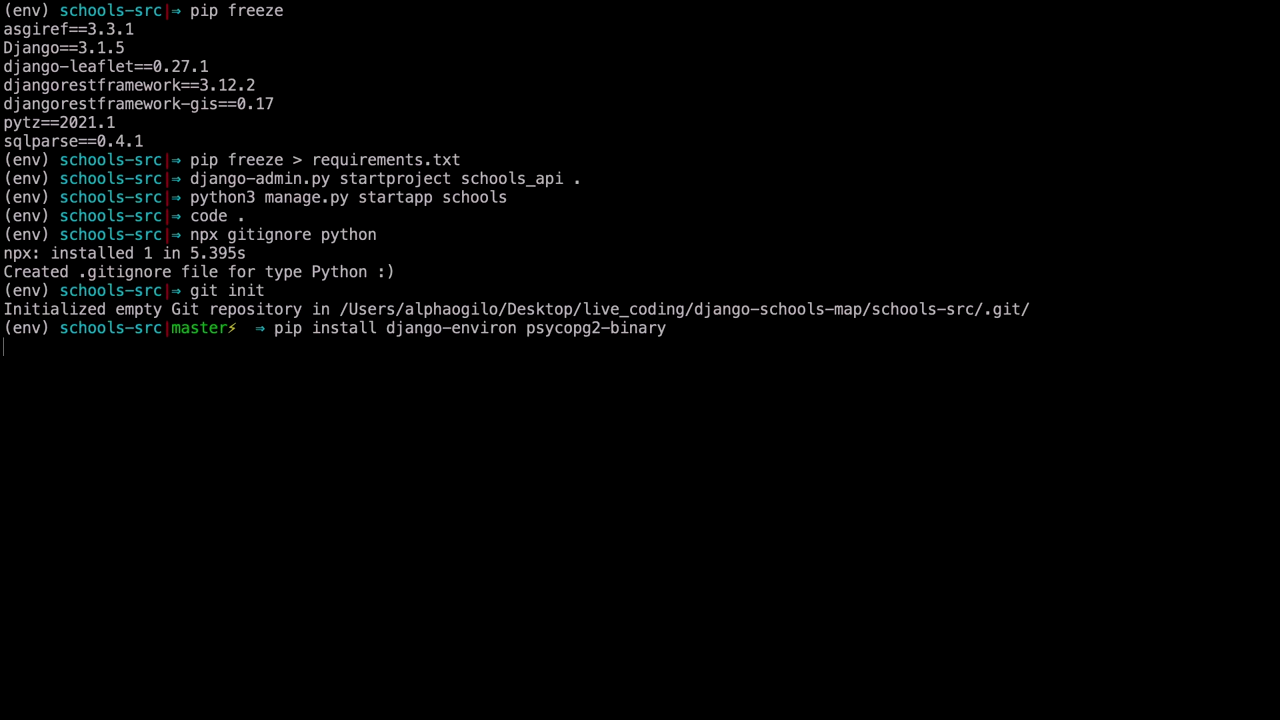 (env) schools-src|⇒ pip freeze
asgiref==3.3.1
Django==3.1.5
django-leaflet==0.27.1
djangorestframework==3.12.2
djangorestframework-gis==0.17
pytz==2021.1
sqlparse==0.4.1
(env) schools-src|⇒ pip freeze > requirements.txt
(env) schools-src|⇒ django-admin.py startproject schools_api .
(env) schools-src|⇒ python3 manage.py startapp schools
(env) schools-src|⇒ code .
(env) schools-src|⇒ npx gitignore python
npx: installed 1 in 5.395s
Created .gitignore file for type Python :)
(env) schools-src|⇒ git init
Initialized empty Git repository in /Users/alphaogilo/Desktop/live_coding/django-schools-map/schools-src/.git/
(env) schools-src|master⚡ ⇒ pip install django-environ psycopg2-binary